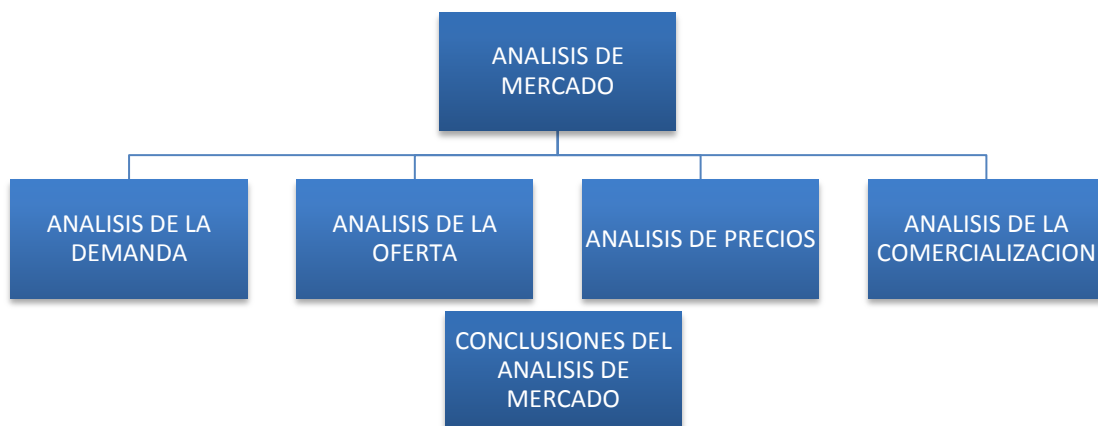 ANALISIS DE
MERCADO
ANALISIS DE LA
DEMANDA
ANALISIS DE LA
OFERTA
ANALISIS DE PRECIOS
ANALISIS DE LA
COMERCIALIZACION
CONCLUSIONES DEL
ANALISIS DE
MERCADO